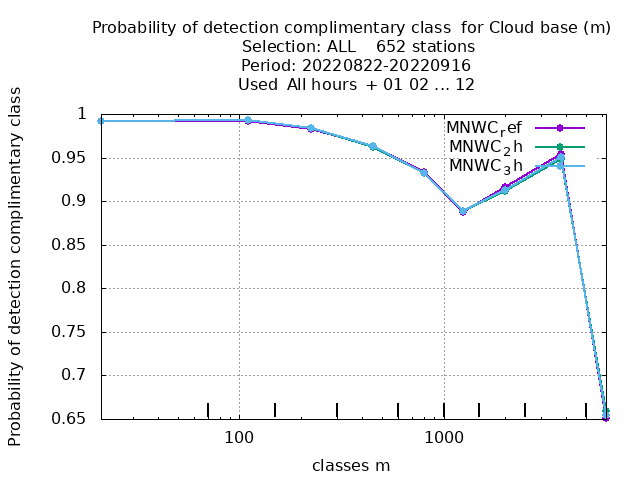 Probability of detection complimentary class  for Cloud base (m)
Selection: ALL    652 stations
Period: 20220822-20220916
Used  All hours  + 01 02 ... 12
Probability of detection complimentary class
1
0.95
0.9
0.85
0.8
0.75
0.7
0.65
MNWC_ref
MNWC_2h
MNWC_3h
100
1000
classes m